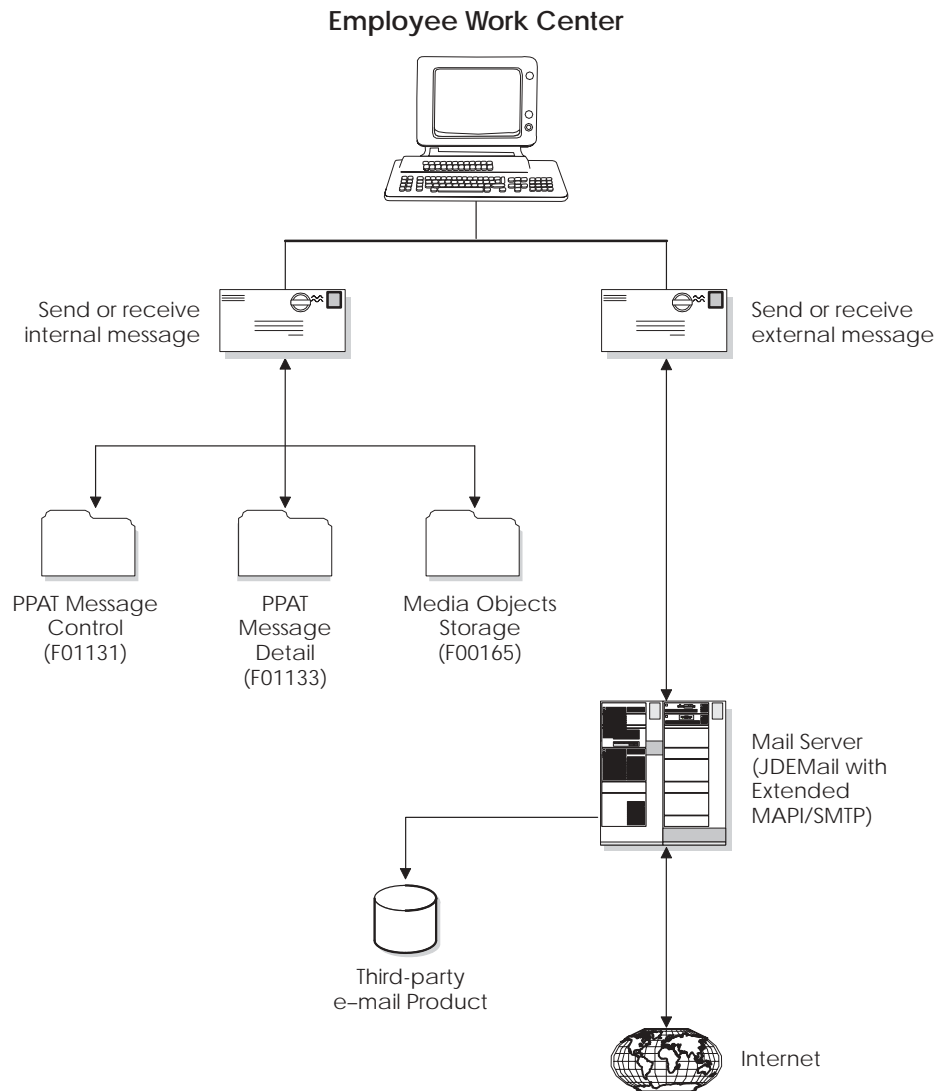 Employee Work Center
Send or receive
internal message
Send or receive
external message
PPAT Message
Control
(F01131)
PPAT
Message
Detail
(F01133)
Media Objects
Storage
(F00165)
Mail Server
(JDEMail with
Extended
MAPI/SMTP)
Third-party
e–mail Product
Internet